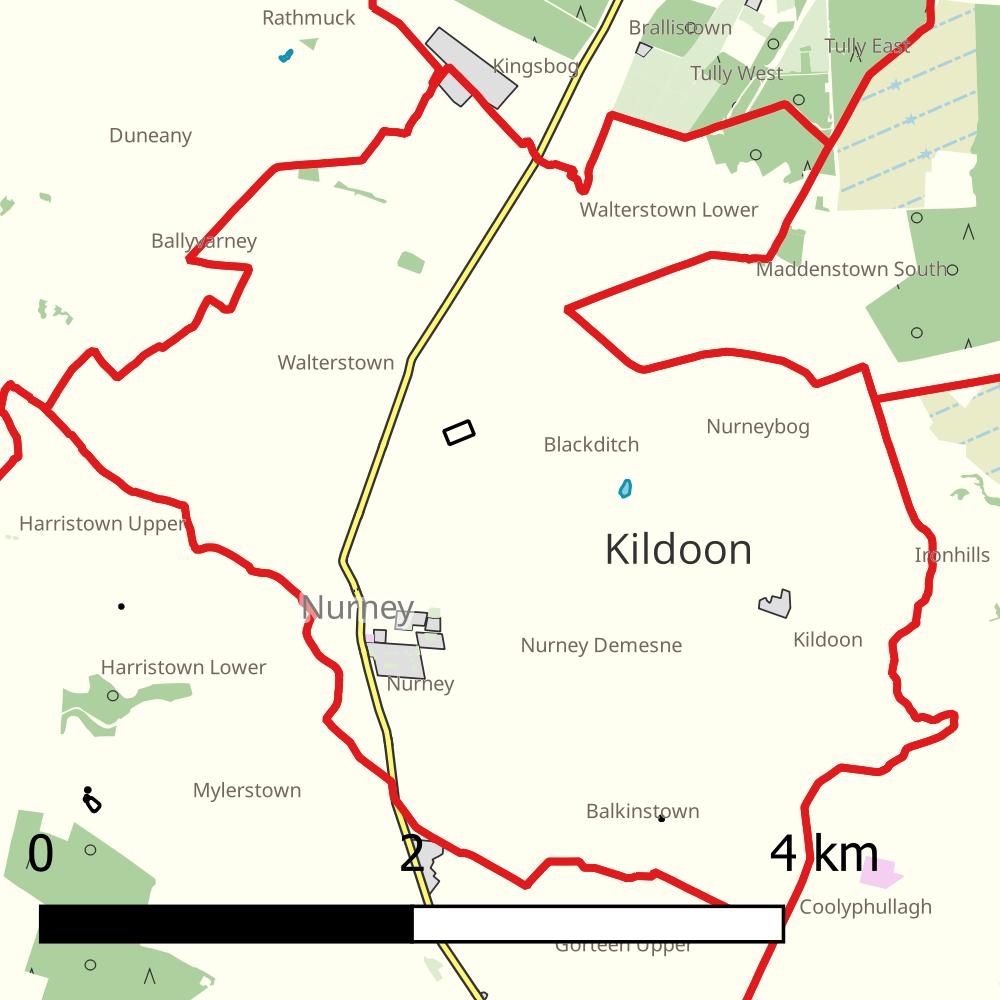 Rathmuck
Brallistown
Tully East
Kingsbog
Tully West
Duneany
Walterstown Lower
Ballyvarney
Maddenstown South
Walterstown
Nurneybog
Blackditch
Harristown Upper
Kildoon
Ironhills
Nurney
Nurney Demesne
Kildoon
Harristown Lower
Nurney
Mylerstown
Balkinstown
0 2 4 km
Coolyphullagh
Gorteen Upper